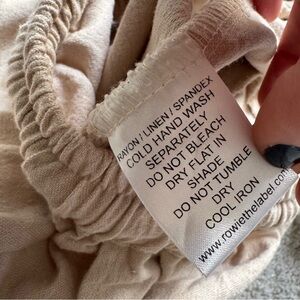 RAYON / LINEN / SPANDEX
COLD HAND WASH
SEPARATELY
DO NOT BLEACH
DRY FLAT IN
SHADE
DO NOT TUMBLE
DRY
COOL IRON
www.rowiethelabel.com